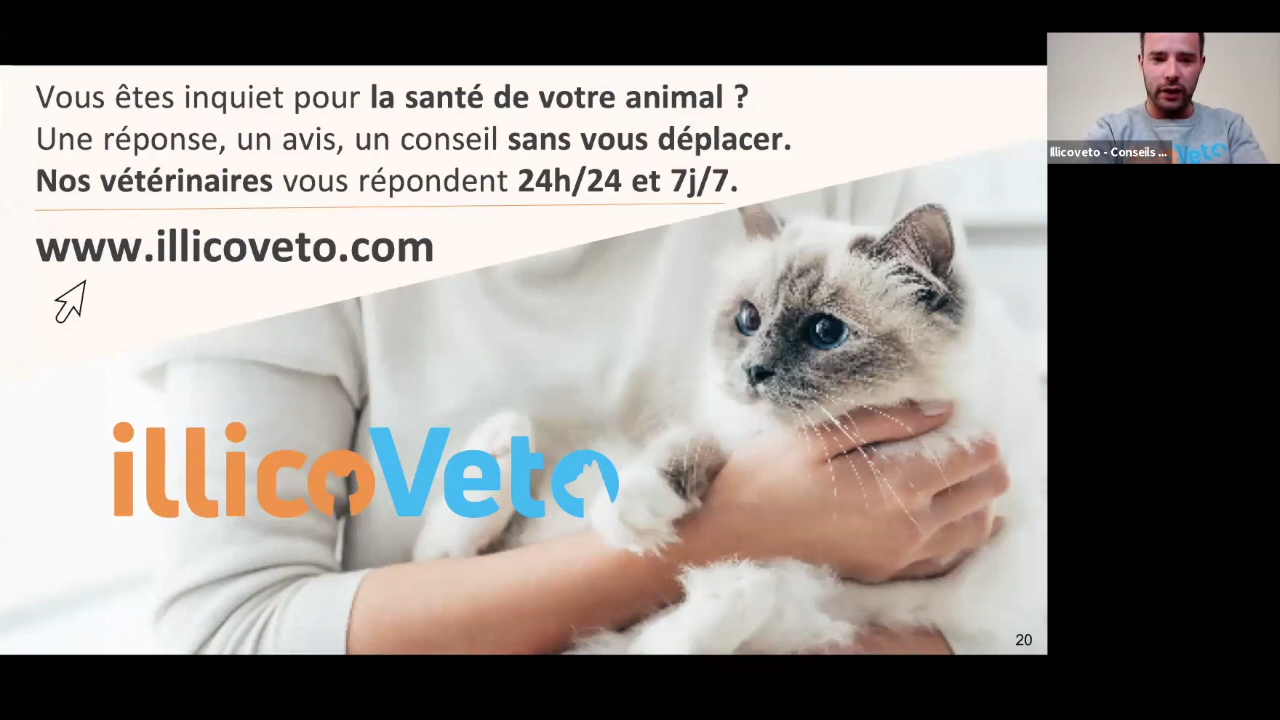 Vous êtes inquiet pour la santé de votre animal ?
Une réponse, un avis, un conseil sans vous déplacer.
Nos vétérinaires vous répondent 24h/24 et 7j/7.
www.illicoveto.com
illicoVeto
20
Illicoveto - Conseils ...
Veto